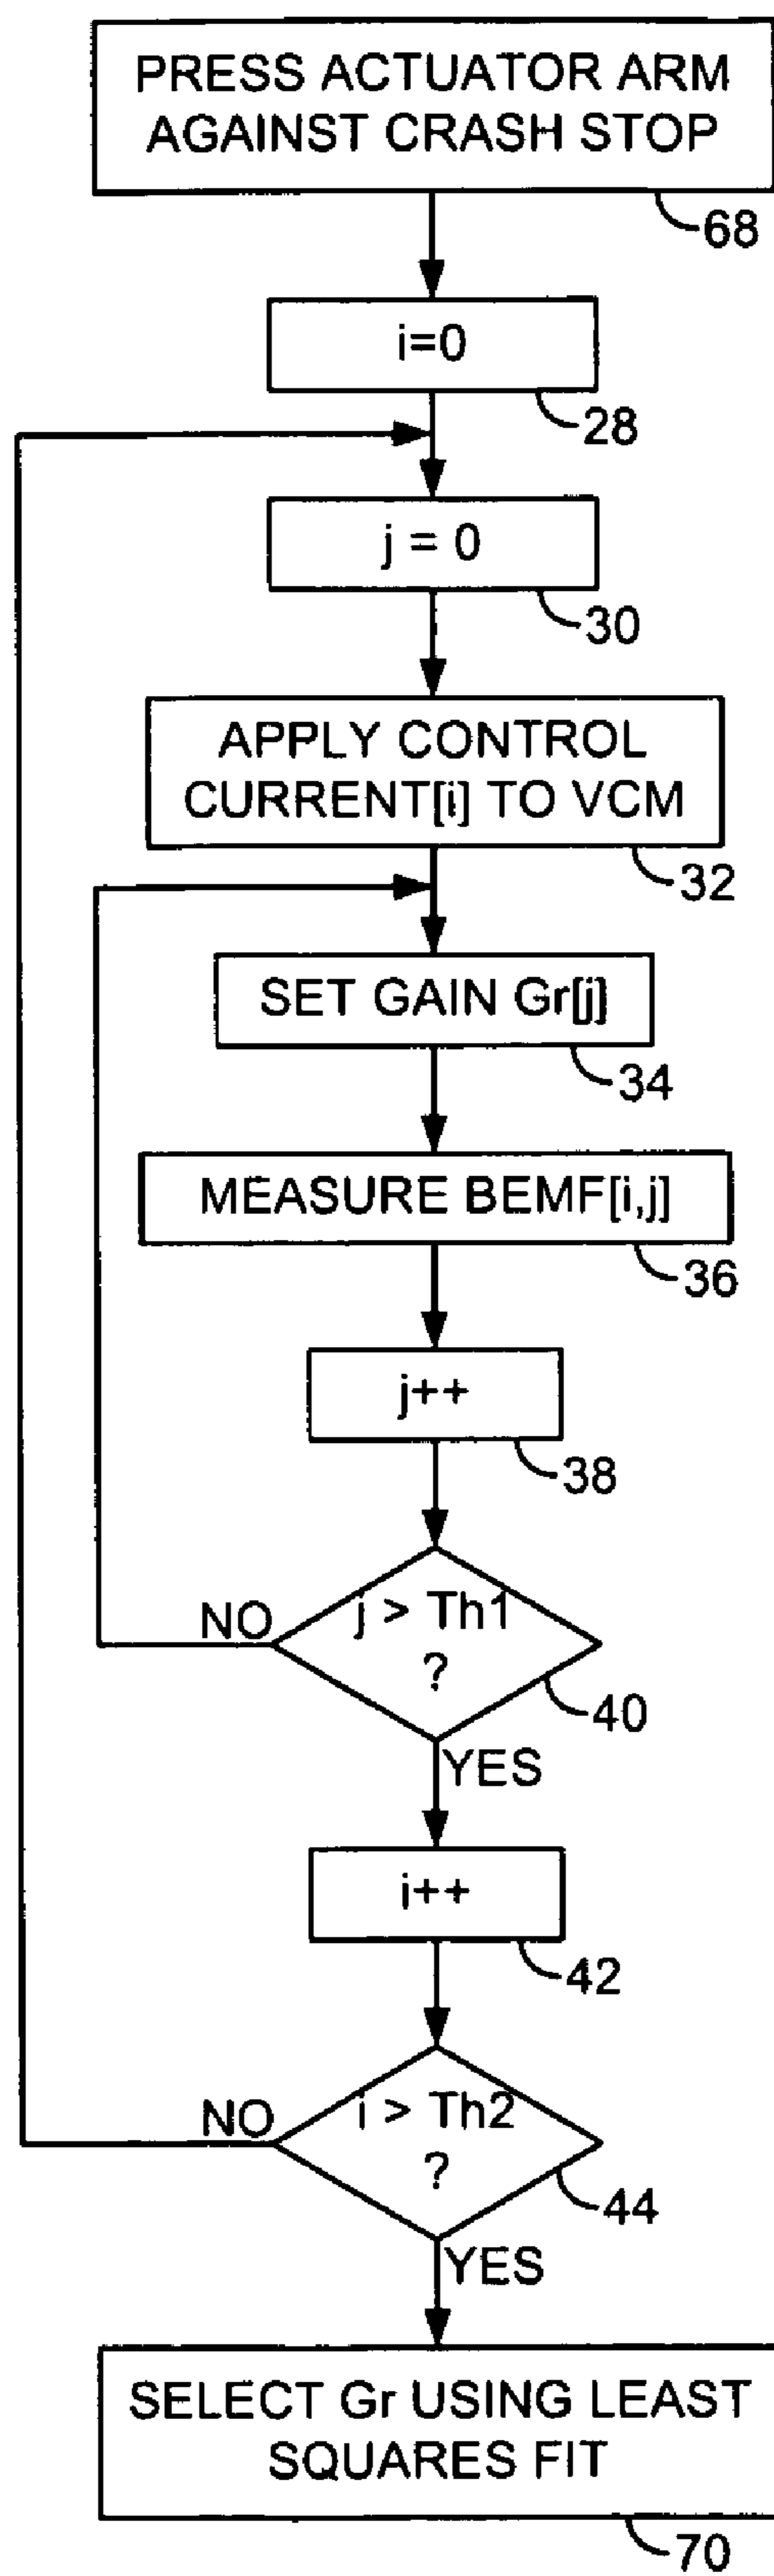 PRESS ACTUATOR ARM
AGAINST CRASH STOP
68
i=0
28
j = 0
30
APPLY CONTROL
CURRENT[i] TO VCM
32
SET GAIN Gr[j]
34
MEASURE BEMF[i,j]
36
j++
38
j > Th1
?
NO
40
YES
i++
42
i > Th2
?
NO
44
YES
SELECT Gr USING LEAST
SQUARES FIT
70